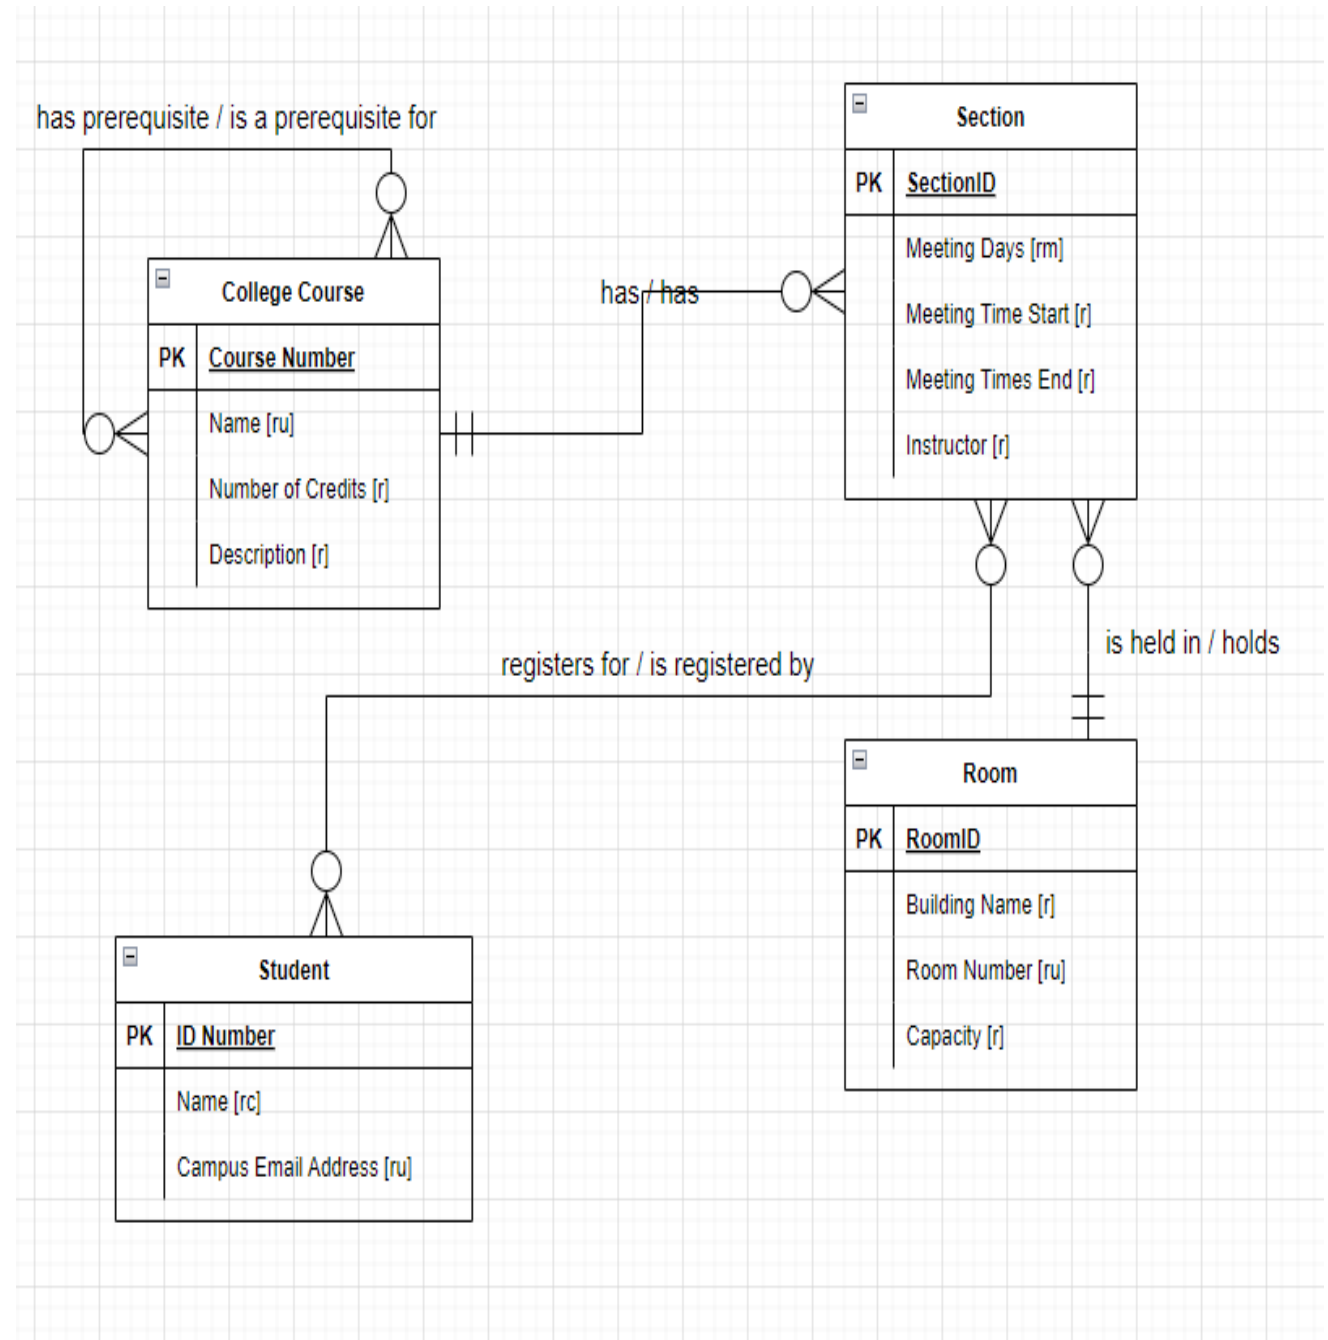 has prerequisite / is a prerequisite for
College Course
PK Course Number
Name [ru]
Number of Credits [r]
Description [r]
has / has
Section
PK SectionID
Meeting Days [rm]
Meeting Time Start [r]
Meeting Times End [r]
Instructor [r]
registers for / is registered by
is held in / holds
Student
PK ID Number
Name [rc]
Campus Email Address [ru]
Room
PK RoomID
Building Name [r]
Room Number [ru]
Capacity [r]